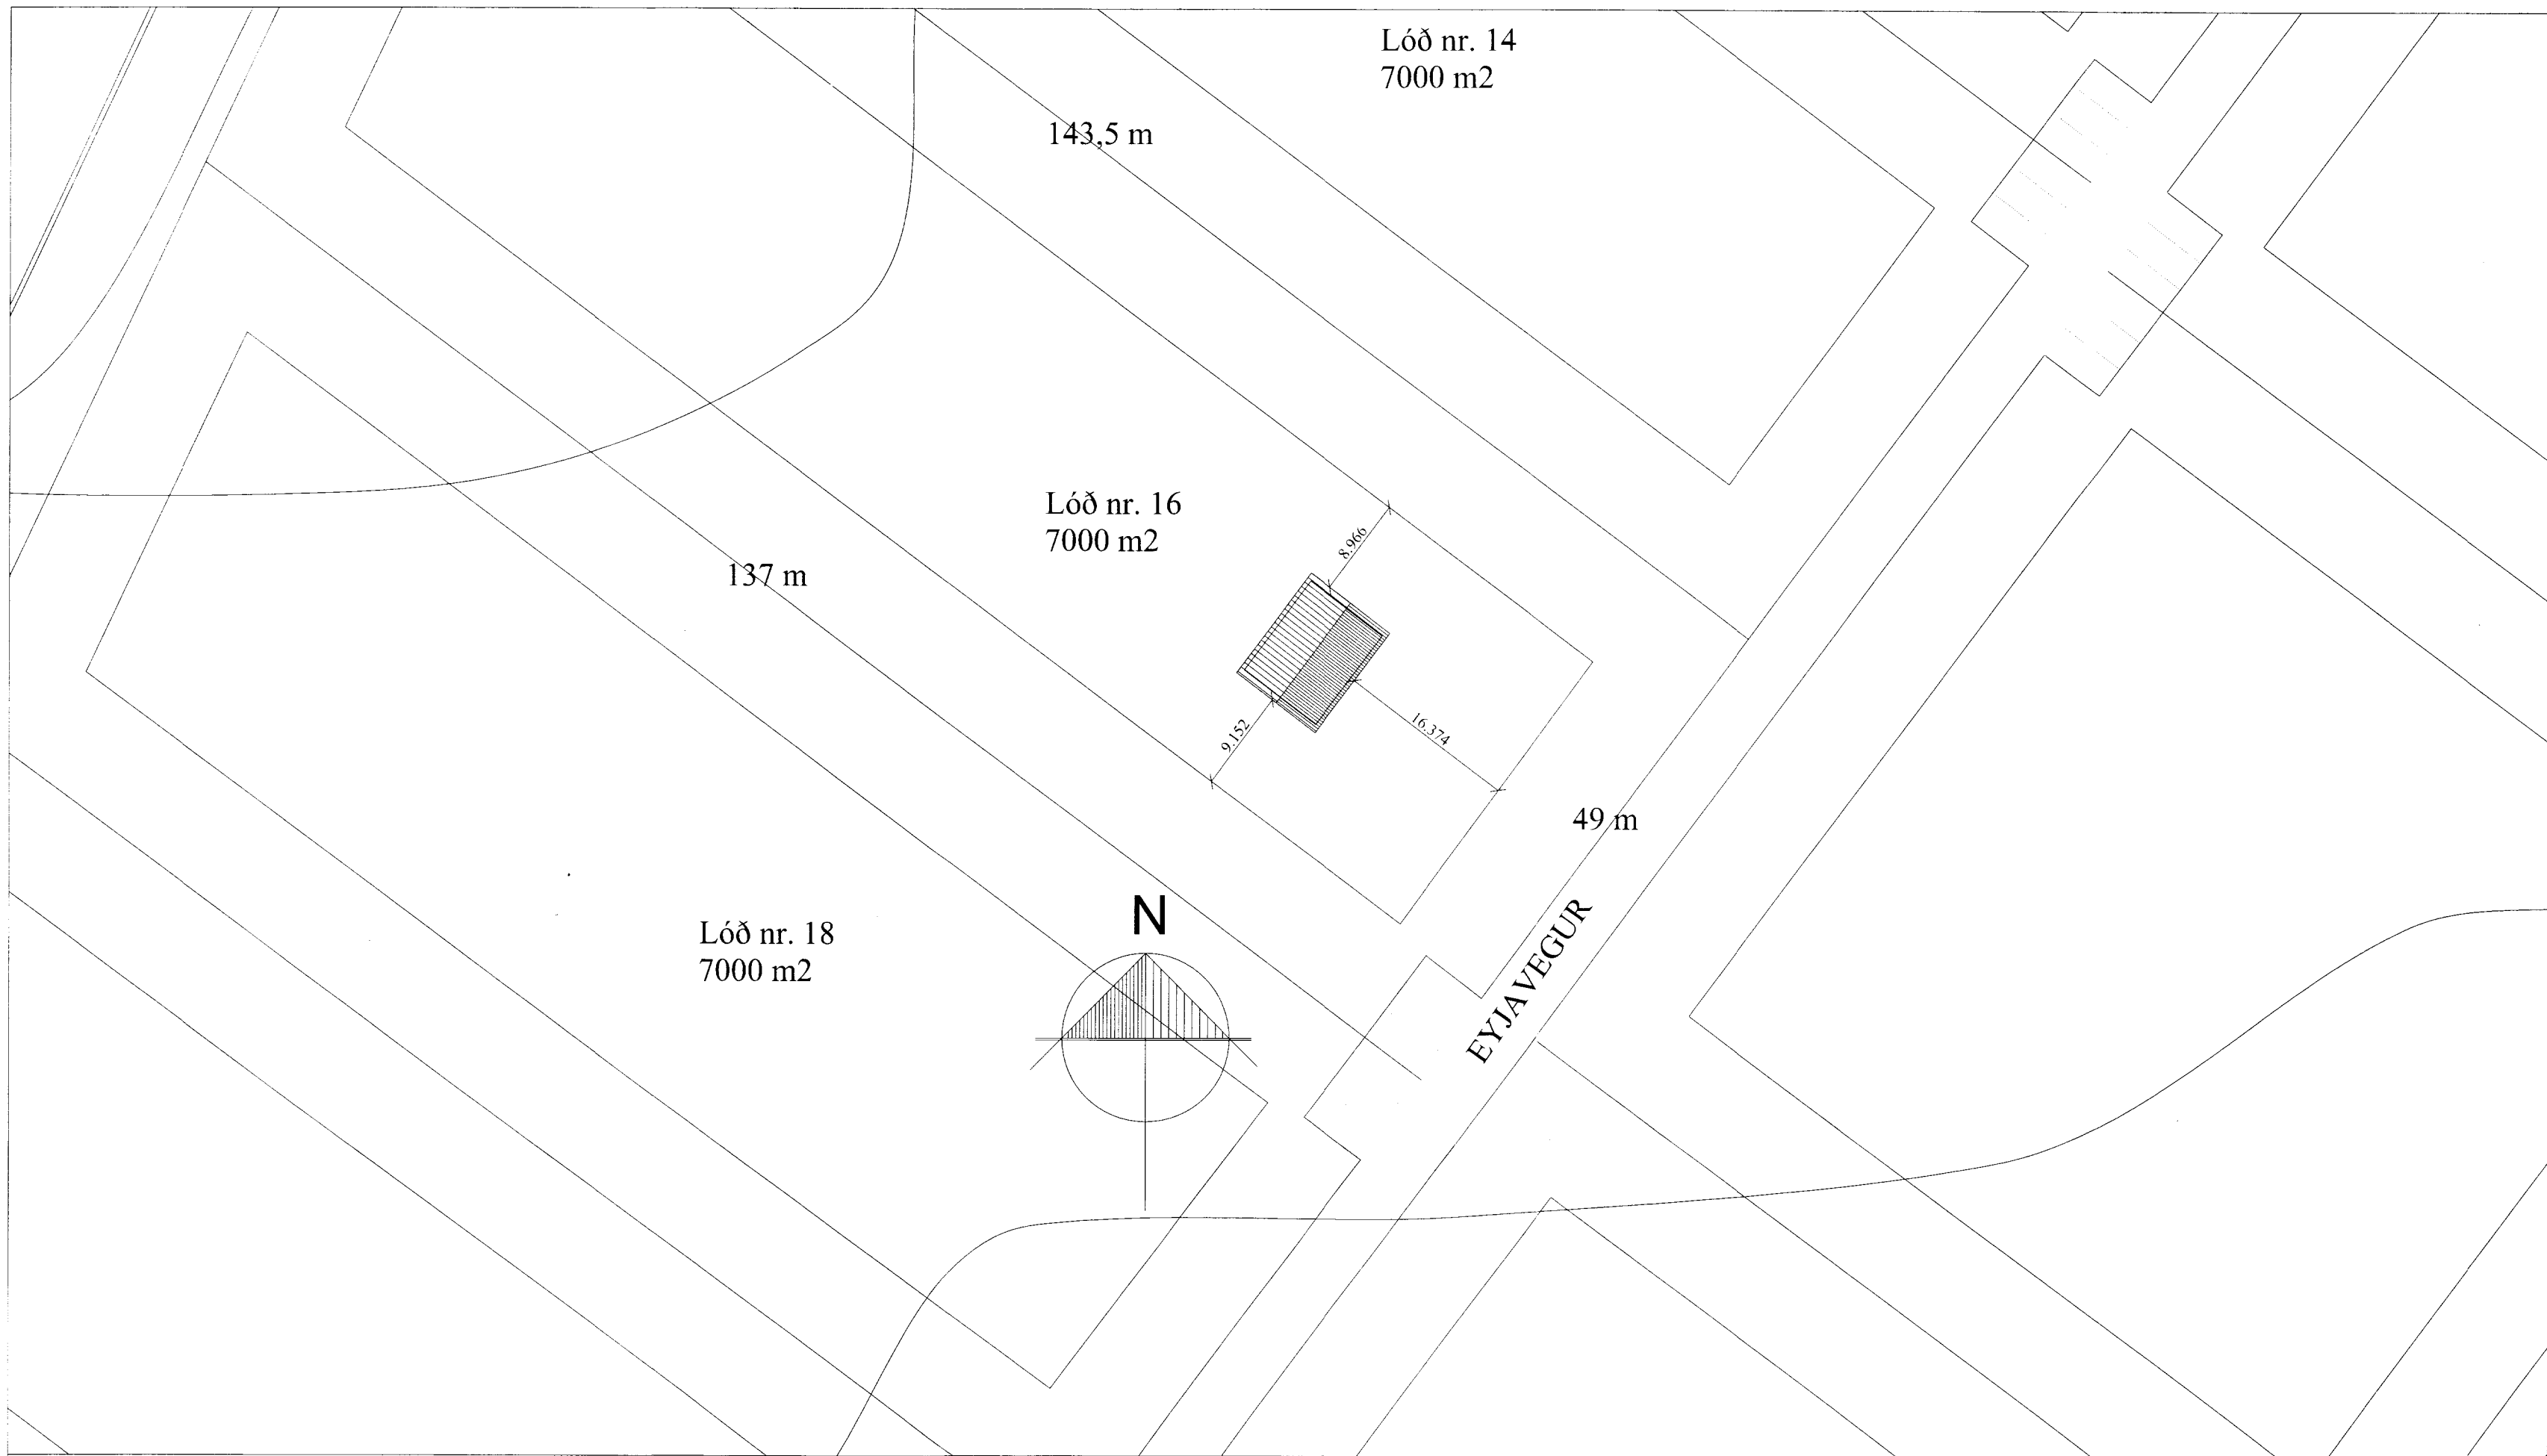 Lóð nr. 14
7000 m2
143,5 m
Lóð nr. 16
7000 m2
8.966
137 m
9.152
16.374
49 m
Lóð nr. 18
7000 m2
N
EYJAVEGUR